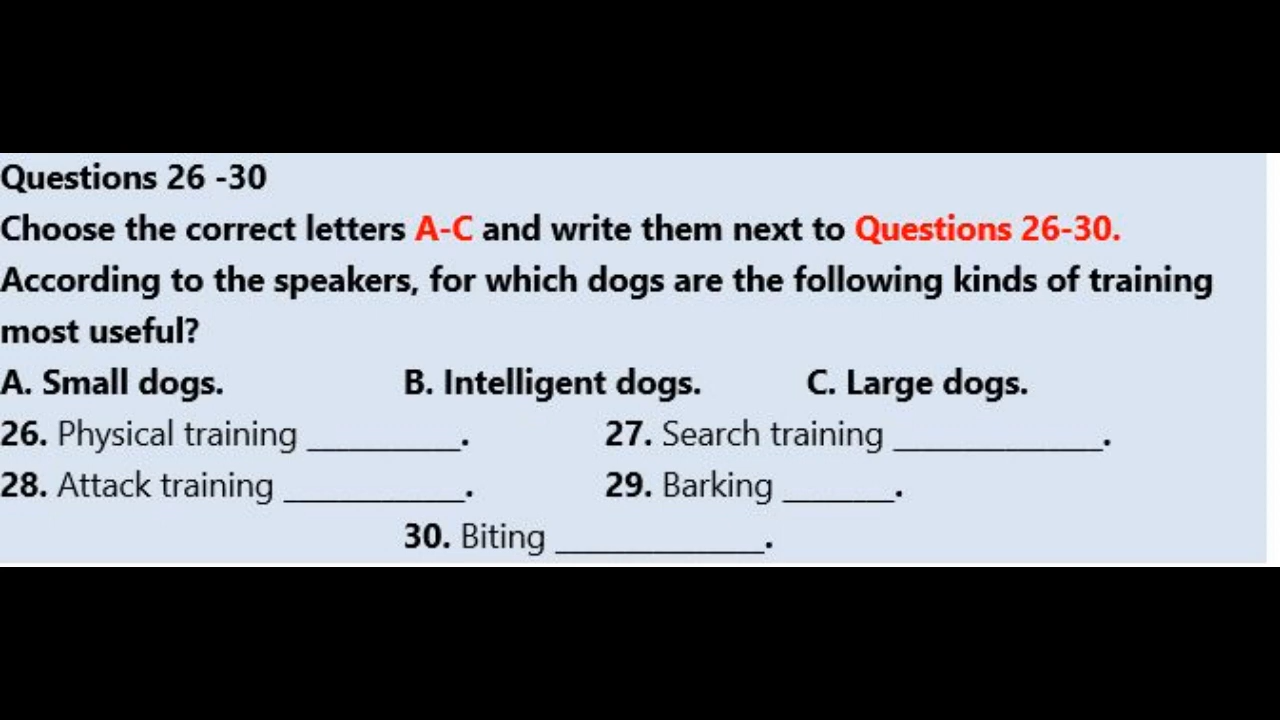 Questions 26 -30
Choose the correct letters A-C and write them next to Questions 26-30.
According to the speakers, for which dogs are the following kinds of training
most useful?
A. Small dogs. B. Intelligent dogs. C. Large dogs.
26. Physical training _________. 27. Search training ____________.
28. Attack training ___________. 29. Barking _______.
30. Biting ____________.